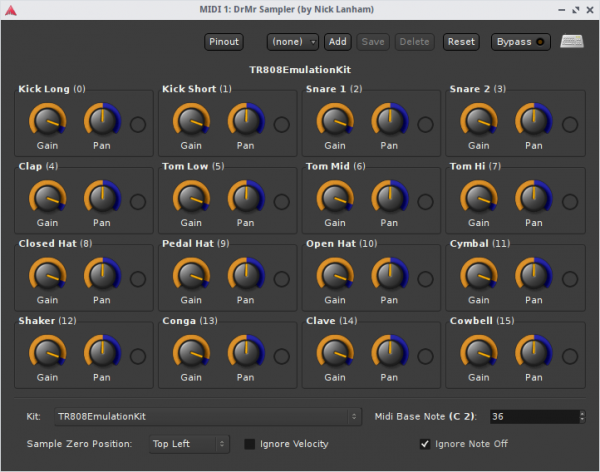 MIDI 1: DrMr Sampler (by Nick Lanham)
Pinout (none) Add Save Delete Reset Bypass
TR808EmulationKit
Kick Long (0) Kick Short (1) Snare 1 (2) Snare 2 (3)
Gain Pan Gain Pan Gain Pan Gain Pan
Clap (4) Tom Low (5) Tom Mid (6) Tom Hi (7)
Gain Pan Gain Pan Gain Pan Gain Pan
Closed Hat (8) Pedal Hat (9) Open Hat (10) Cymbal (11)
Gain Pan Gain Pan Gain Pan Gain Pan
Shaker (12) Conga (13) Clave (14) Cowbell (15)
Gain Pan Gain Pan Gain Pan Gain Pan
Kit: TR808EmulationKit Midi Base Note (C 2): 36
Sample Zero Position: Top Left Ignore Velocity Ignore Note Off